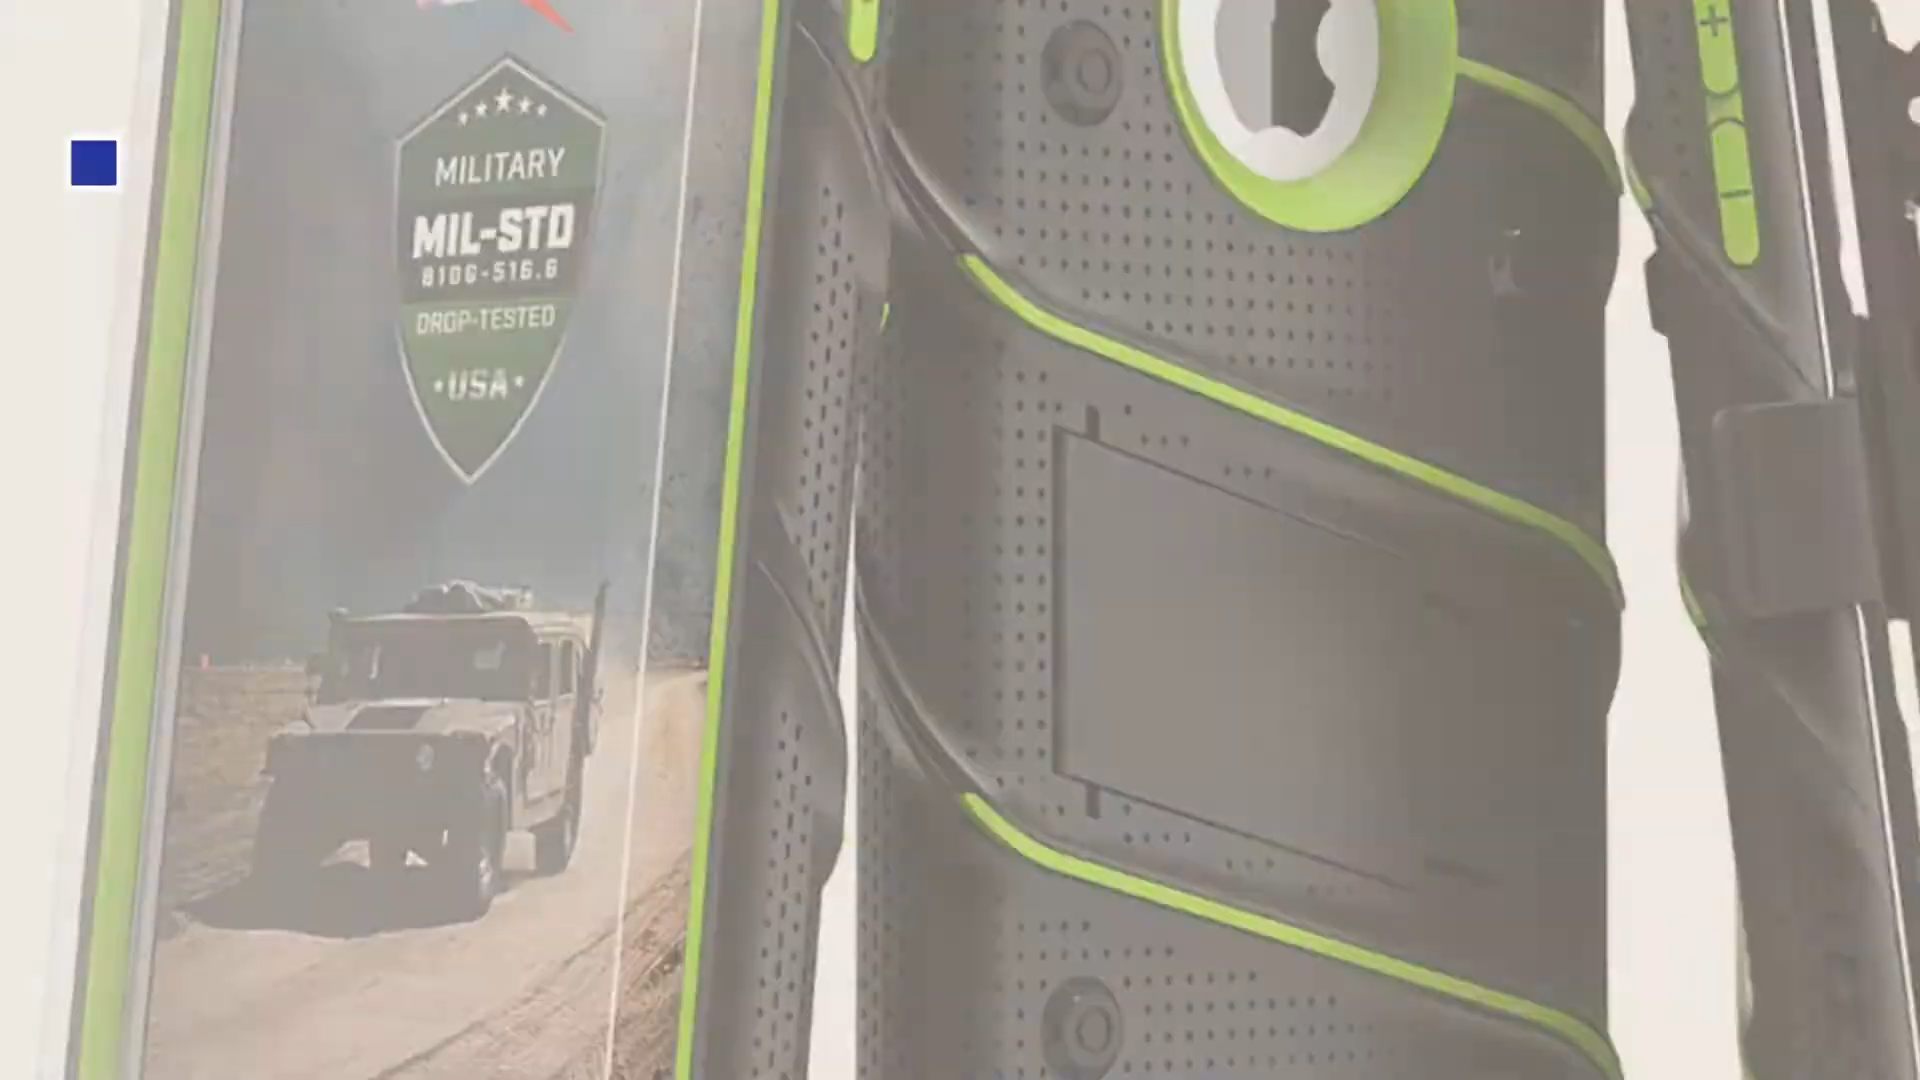 MILITARY
MIL-STD
810G-516.6
DROP-TESTED
USA